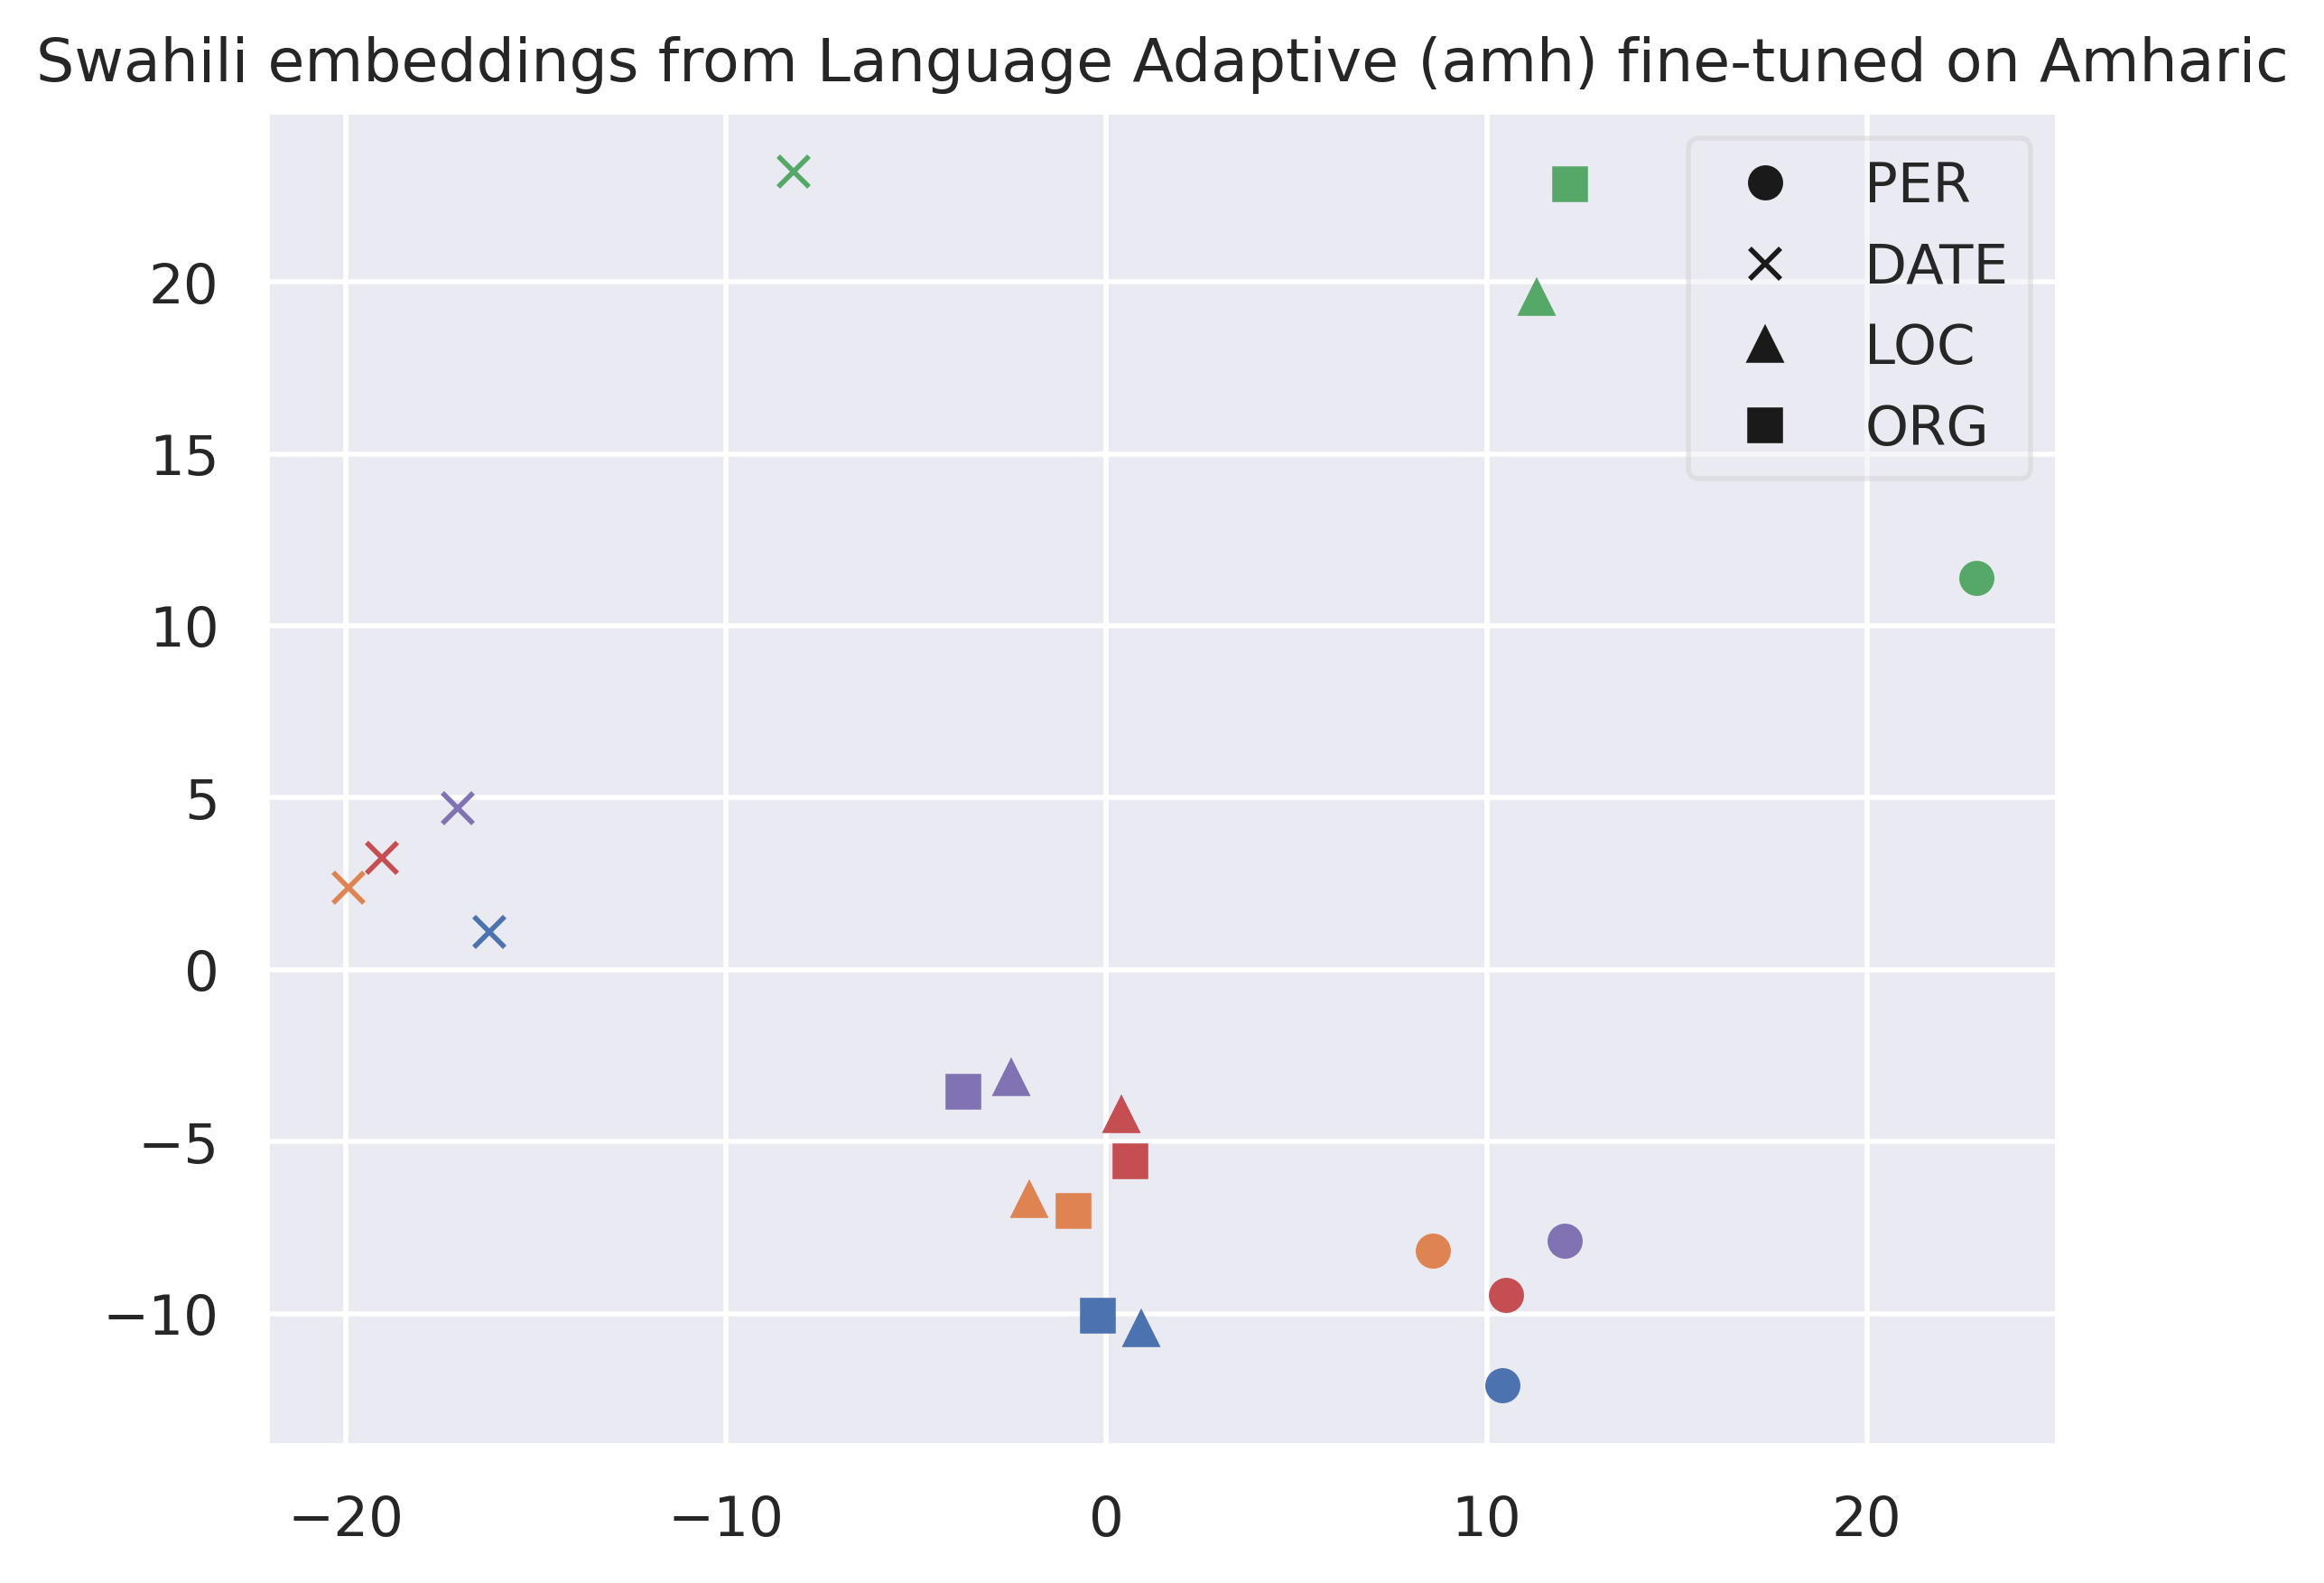 Swahili embeddings from Language Adaptive (amh) fine-tuned on Amharic
PER
DATE
LOC
ORG
20
15
10
5
0
−5
−10
−20
−10
0
10
20